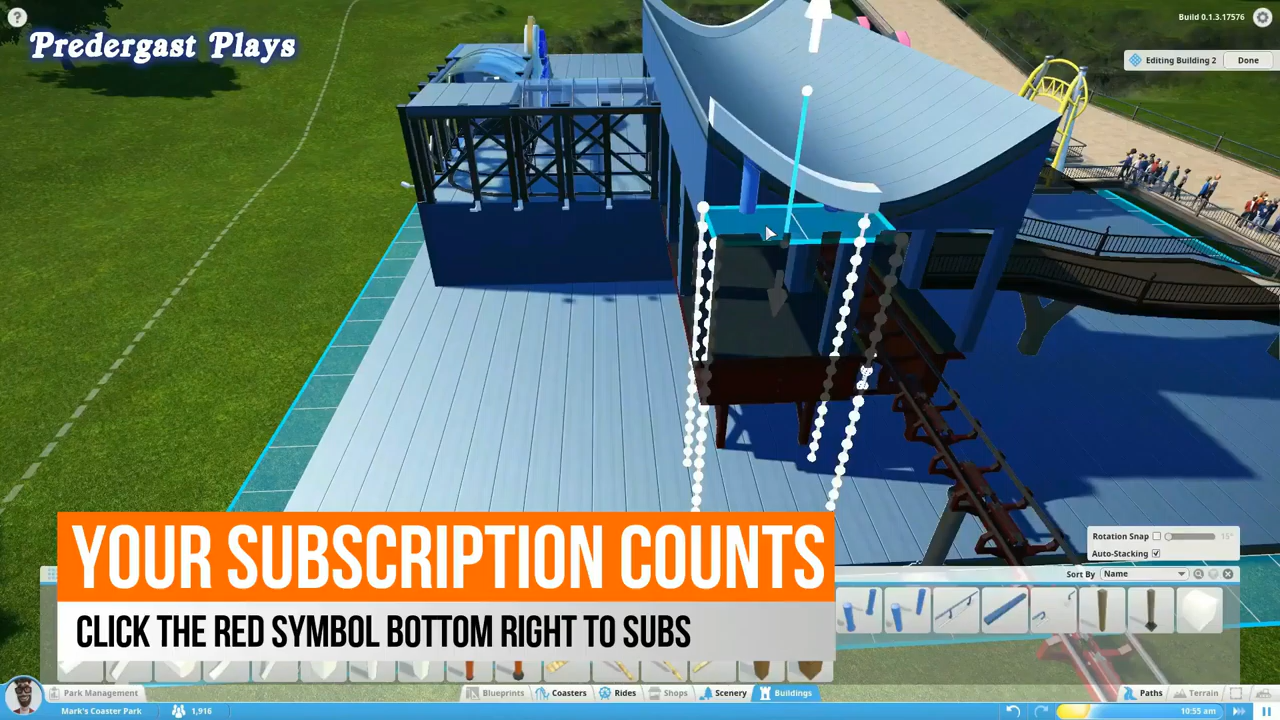 ?
Build 0.1.3.17576
Predergast Plays
Editing Building 2
Done
Rotation Snap
15°
Auto-Stacking
Sort By
Name
YOUR SUBSCRIPTION COUNTS
CLICK THE RED SYMBOL BOTTOM RIGHT TO SUBS
Park Management
Blueprints
Coasters
Rides
Shops
Scenery
Buildings
Paths
Terrain
Mark's Coaster Park
1,916
10:55 am